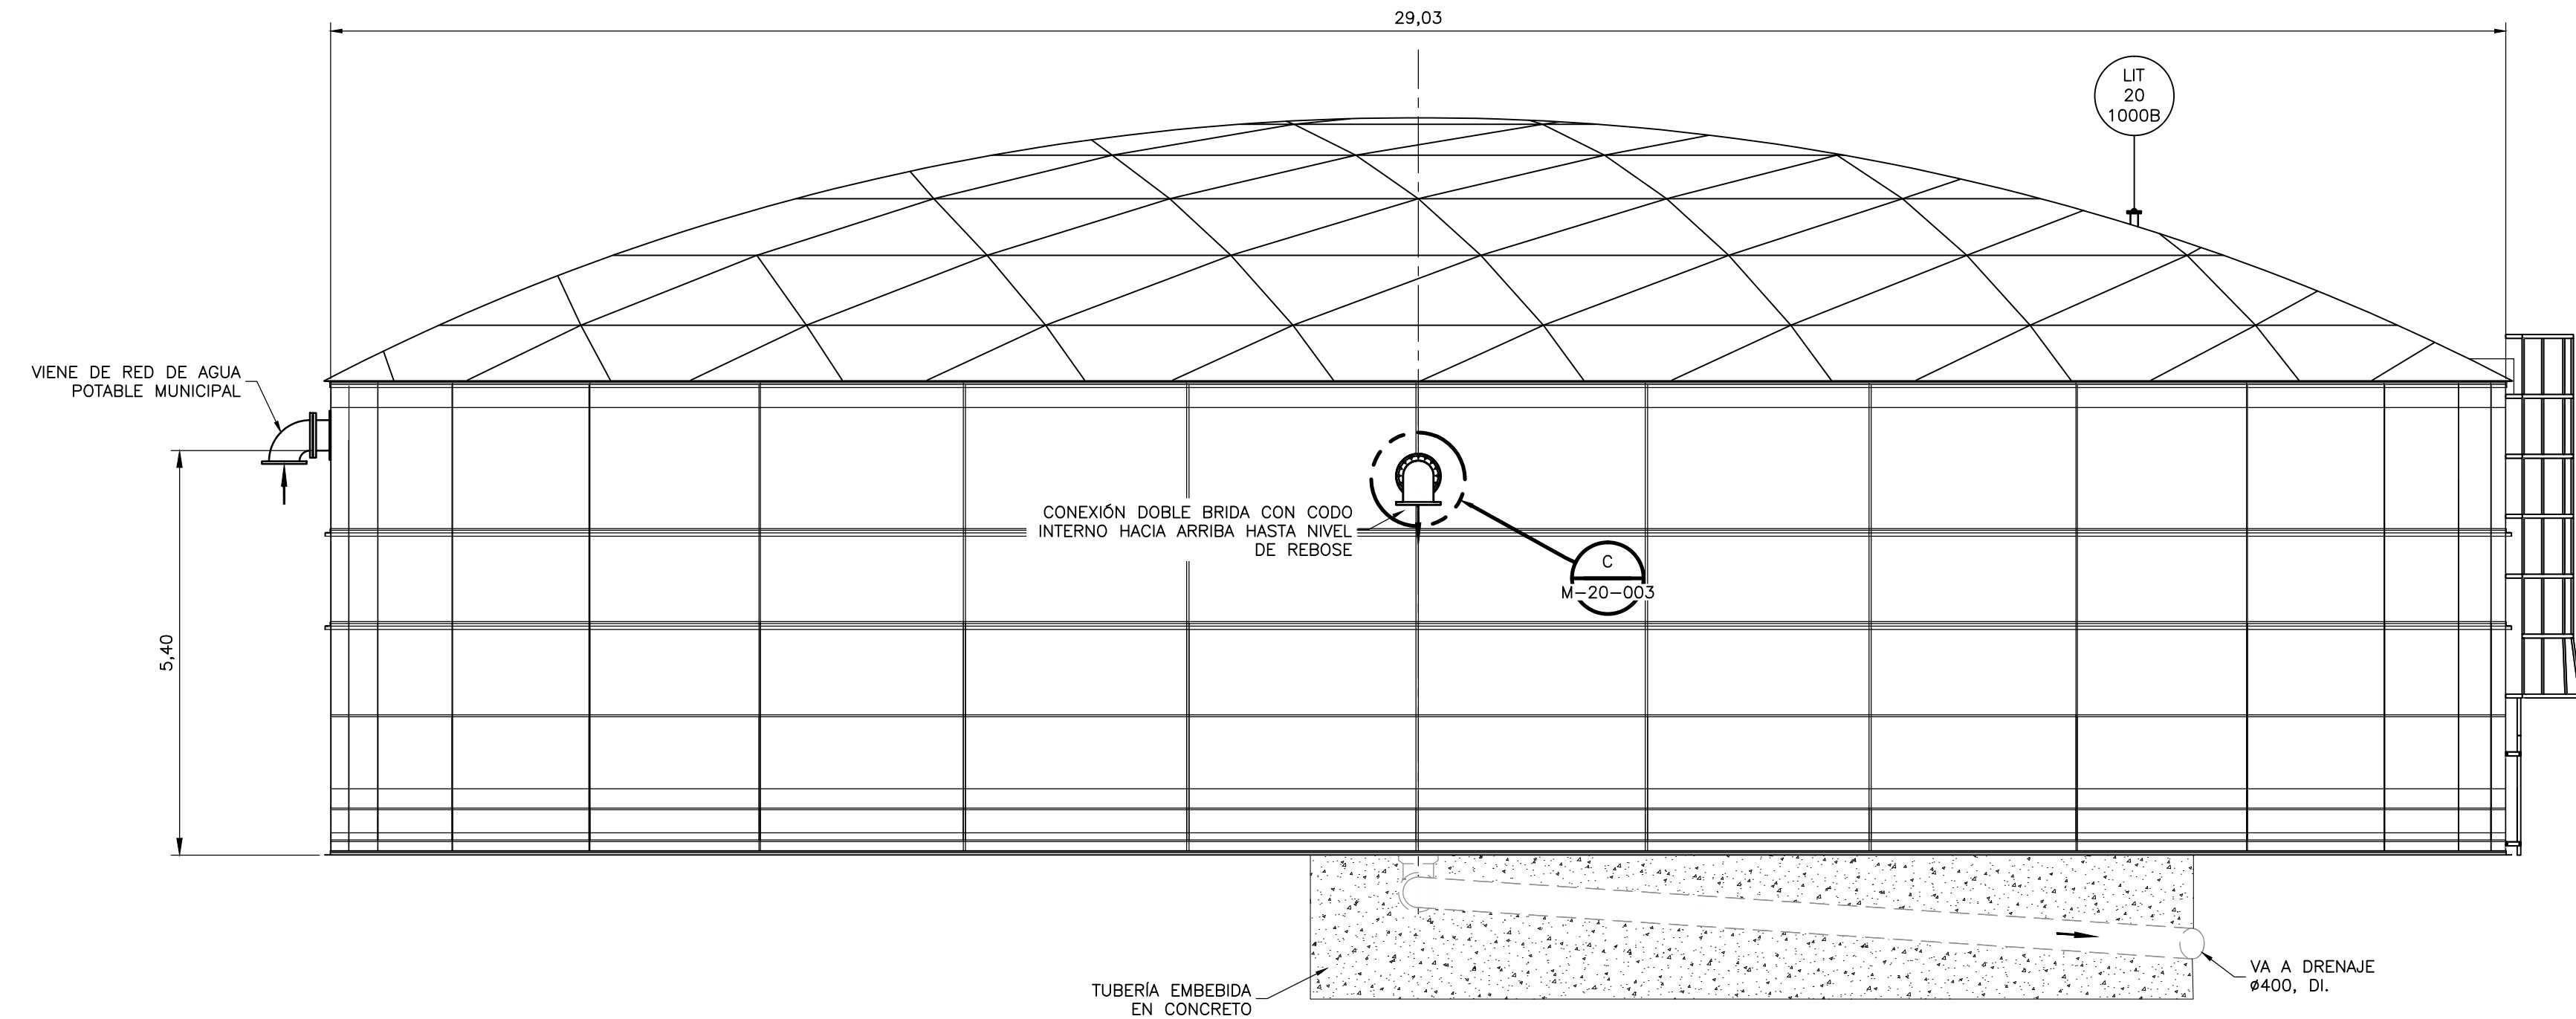 29,03
LIT
20
1000B
VIENE DE RED DE AGUA
POTABLE MUNICIPAL
CONEXIÓN DOBLE BRIDA CON CODO
INTERNO HACIA ARRIBA HASTA NIVEL
DE REBOSE
C
M-20-003
5,40
TUBERÍA EMBEBIDA
EN CONCRETO
VA A DRENAJE
ø400, DI.